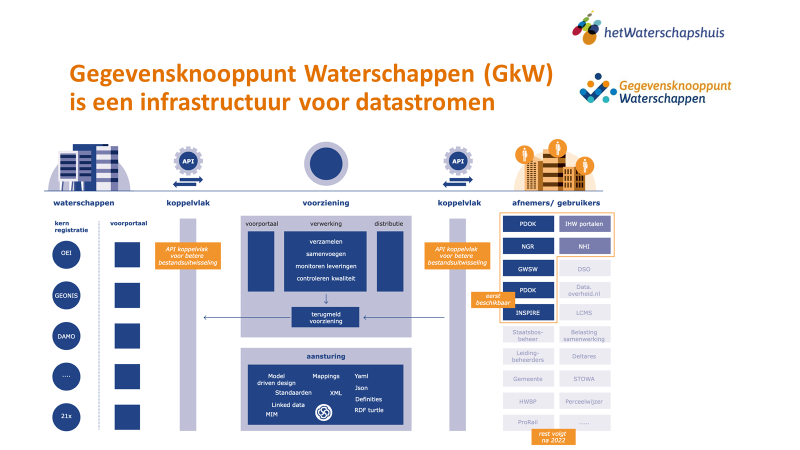 hetWaterschapshuis
Gegevensknooppunt Waterschappen (GkW)
is een infrastructuur voor datastromen
Gegevensknooppunt
Waterschappen
API
API
waterschappen
koppelvlak
voorziening
koppelvlak
afnemers/ gebruikers
kern
registratie
voorportaal
OEI
GEONIS
DAMO
....
21x
API koppelvlak
voor betere
bestandsuitwisseling
voorportaal
verwerking
distributie
verzamelen
samenvoegen
monitoren leveringen
controleren kwaliteit
terugmeld
voorziening
aansturing
Model
driven design
Mappings
Yaml
Standaarden
XML
Json
Linked data
Definities
MIM
RDF turtle
API koppelvlak
voor betere
bestandsuitwisseling
eerst
beschikbaar
PDOK
IHW portalen
NGR
NHI
GWSW
DSO
PDOK
Data.
overheid.nl
INSPIRE
LCMS
Staatsbos-
beheer
Belasting
samenwerking
Leiding-
beheerders
Deltares
Gemeente
STOWA
HWBP
Perceelwijzer
ProRail
......
rest volgt
na 2022